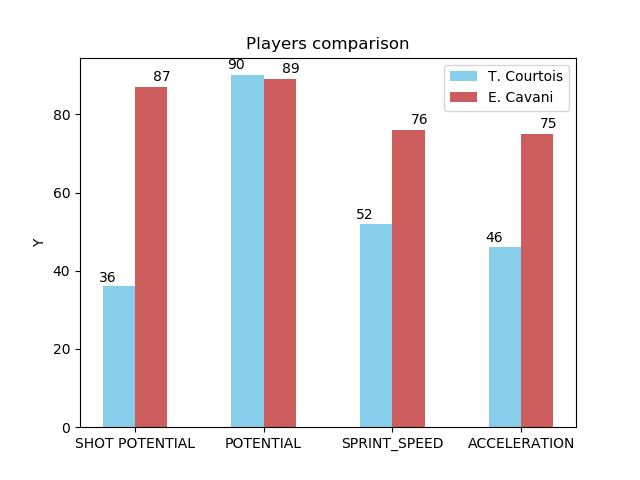 Players comparison
T. Courtois
E. Cavani
36
87
90
89
52
76
46
75
Y
80
60
40
20
0
SHOT POTENTIAL
POTENTIAL
SPRINT_SPEED
ACCELERATION